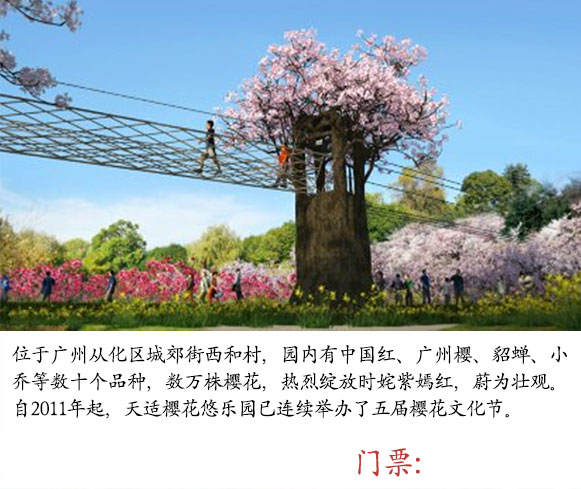 位于广州从化区城郊街西和村，园内有中国红、广州樱、貂蝉、小
乔等数十个品种，数万株樱花，热烈绽放时姹紫嫣红，蔚为壮观。
自2011年起，天适樱花悠乐园已连续举办了五届樱花文化节。
门票: